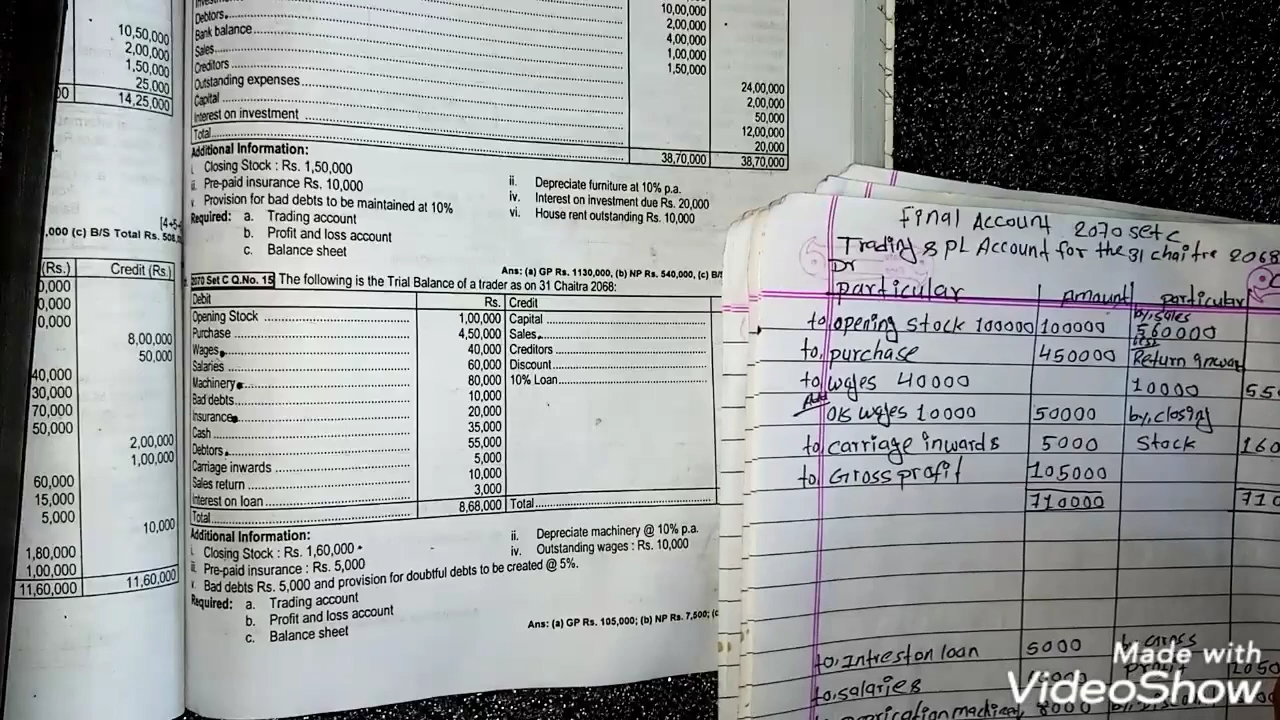 10,50,000
2,00,000
1,50,000
25,000
14,25,000
.000 (c) B/S Total Rs.
(Rs.) Credit (Rs.)
0,000
0,000
0,000
8,00,000
50,000
40,000
30,000
70,000
50,000
2,00,000
1,00,000
60,000
15,000
5,000
10,000
1,80,000
1,00,000
11,60,000 11,60,000
Debtors
Bank balance
Sales
Creditors
Outstanding expenses
Capital
Interest on investment
Total
10,00,000
2,00,000
4,00,000
1,00,000
1,50,000
24,00,000
2,00,000
50,000
12,00,000
20,000
38,70,000 38,70,000
Additional Information:
i. Closing Stock : Rs. 1,50,000
ii. Depreciate furniture at 10% p.a.
Pre-paid insurance Rs. 10,000
iv. Interest on investment due Rs. 20,000
v. Provision for bad debts to be maintained at 10%
vi. House rent outstanding Rs. 10,000
Required: a. Trading account
b. Profit and loss account
c. Balance sheet
Ans: (a) GP Rs. 1130,000, (b) NP Rs. 540,000, (c)
2070 Set C Q.No. 15 The following is the Trial Balance of a trader as on 31 Chaitra 2068:
Debit Rs. Credit
Opening Stock 1,00,000 Capital
Purchase 4,50,000 Sales
Wages 40,000 Creditors
Salaries 60,000 Discount
Machinery 80,000 10% Loan
Bad debts 10,000
Insurance 20,000
Cash 35,000
Debtors 55,000
Carriage inwards 5,000
Sales return 10,000
Interest on loan 3,000
Total 8,68,000 Total
Additional Information:
i. Closing Stock : Rs. 1,60,000
ii. Depreciate machinery @ 10% p.a.
Pre-paid insurance : Rs. 5,000
iv. Outstanding wages : Rs. 10,000
v. Bad debts Rs. 5,000 and provision for doubtful debts to be created @ 5%.
Required: a. Trading account
b. Profit and loss account
c. Balance sheet
Ans: (a) GP Rs. 105,000; (b) NP Rs. 7,500; (c
Final Account 2070 set c
Trading & PL Account for the 31 chaitre 2068
Dr
particular Amount particular
to, opening stock 100000 100000 by, sales 560000
to, purchase 450000 less Return inwar
to wages 40000 10000 550
Add o/s wages 10000 50000 by, closing
to carriage inwards 5000 stock 160
to Gross profit 105000
710000 710
to, Intrest on loan 5000
to, salaries
8000
Made with
VideoShow